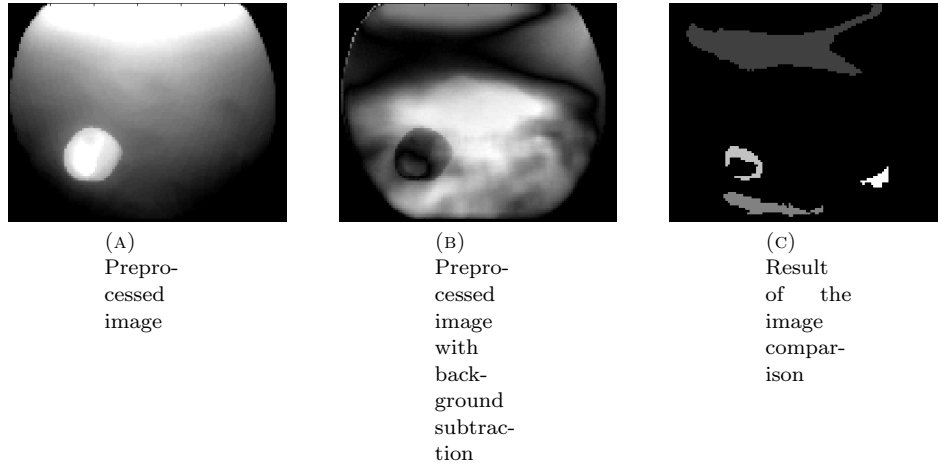 (A)
Prepro-
cessed
image
(B)
Prepro-
cessed
image
with
back-
ground
subtrac-
tion
(C)
Result
of the
image
compar-
ison